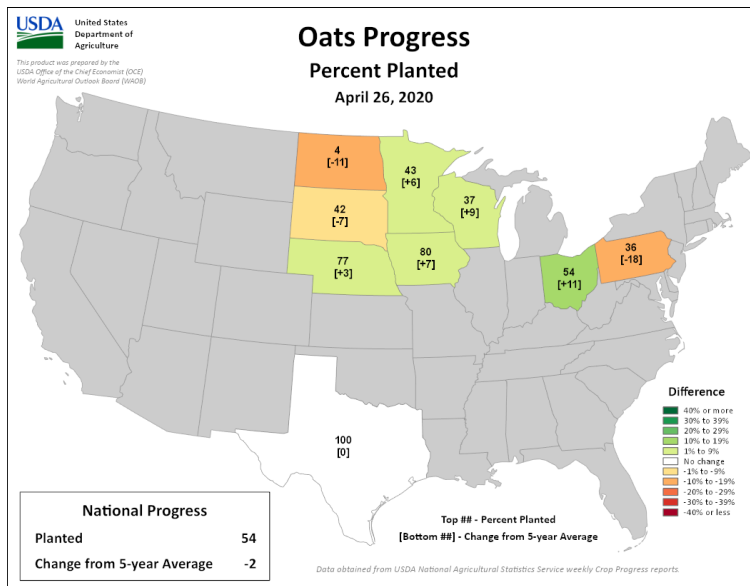 USDA
United States
Department of
Agriculture
This product was prepared by the
USDA Office of the Chief Economist (OCE)
World Agricultural Outlook Board (WAOB)
Oats Progress
Percent Planted
April 26, 2020
4
[-11]
43
[+6]
37
[+9]
42
[-7]
77
[+3]
80
[+7]
54
[+11]
36
[-18]
100
[0]
Difference
40% or more
30% to 39%
20% to 29%
10% to 19%
1% to 9%
No change
-1% to -9%
-10% to -19%
-20% to -29%
-30% to -39%
-40% or less
National Progress
Planted 54
Change from 5-year Average -2
Top ## - Percent Planted
[Bottom ##] - Change from 5-year Average
Data obtained from USDA National Agricultural Statistics Service weekly Crop Progress reports.